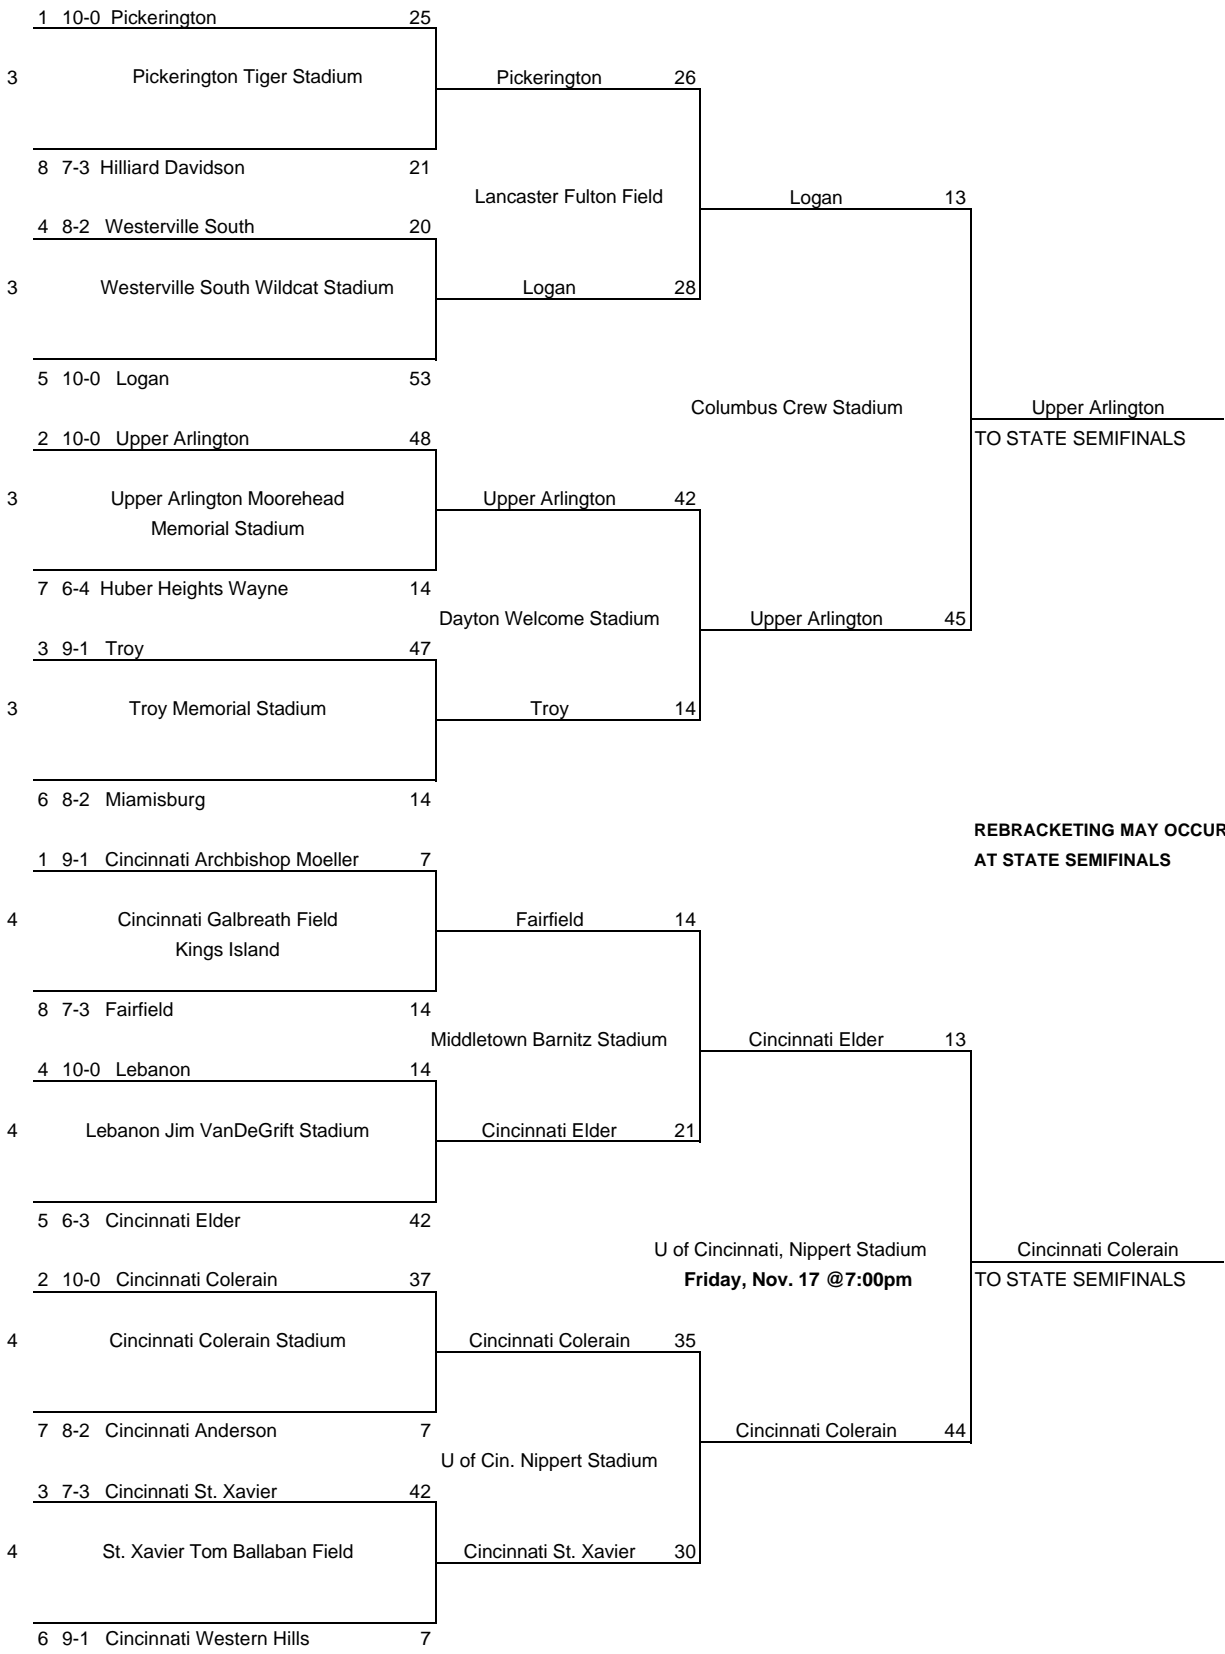 1 10-0 Pickerington 25
3 Pickerington Tiger Stadium Pickerington 26
8 7-3 Hilliard Davidson 21
Lancaster Fulton Field Logan 13
4 8-2 Westerville South 20
3 Westerville South Wildcat Stadium Logan 28
5 10-0 Logan 53
Columbus Crew Stadium Upper Arlington
2 10-0 Upper Arlington 48 TO STATE SEMIFINALS
3 Upper Arlington Moorehead Upper Arlington 42
Memorial Stadium
7 6-4 Huber Heights Wayne 14
Dayton Welcome Stadium Upper Arlington 45
3 9-1 Troy 47
3 Troy Memorial Stadium Troy 14
6 8-2 Miamisburg 14
REBRACKETING MAY OCCUR
1 9-1 Cincinnati Archbishop Moeller 7 AT STATE SEMIFINALS
4 Cincinnati Galbreath Field Fairfield 14
Kings Island
8 7-3 Fairfield 14
Middletown Barnitz Stadium Cincinnati Elder 13
4 10-0 Lebanon 14
4 Lebanon Jim VanDeGrift Stadium Cincinnati Elder 21
5 6-3 Cincinnati Elder 42
U of Cincinnati, Nippert Stadium Cincinnati Colerain
2 10-0 Cincinnati Colerain 37 Friday, Nov. 17 @7:00pm TO STATE SEMIFINALS
4 Cincinnati Colerain Stadium Cincinnati Colerain 35
7 8-2 Cincinnati Anderson 7 Cincinnati Colerain 44
U of Cin. Nippert Stadium
3 7-3 Cincinnati St. Xavier 42
4 St. Xavier Tom Ballaban Field Cincinnati St. Xavier 30
6 9-1 Cincinnati Western Hills 7